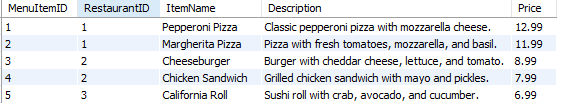 MenuItemID RestaurantID ItemName Description Price
1 1 Pepperoni Pizza Classic pepperoni pizza with mozzarella cheese. 12.99
2 1 Margherita Pizza Pizza with fresh tomatoes, mozzarella, and basil. 11.99
3 2 Cheeseburger Burger with cheddar cheese, lettuce, and tomato. 8.99
4 2 Chicken Sandwich Grilled chicken sandwich with mayo and pickles. 7.99
5 3 California Roll Sushi roll with crab, avocado, and cucumber. 6.99